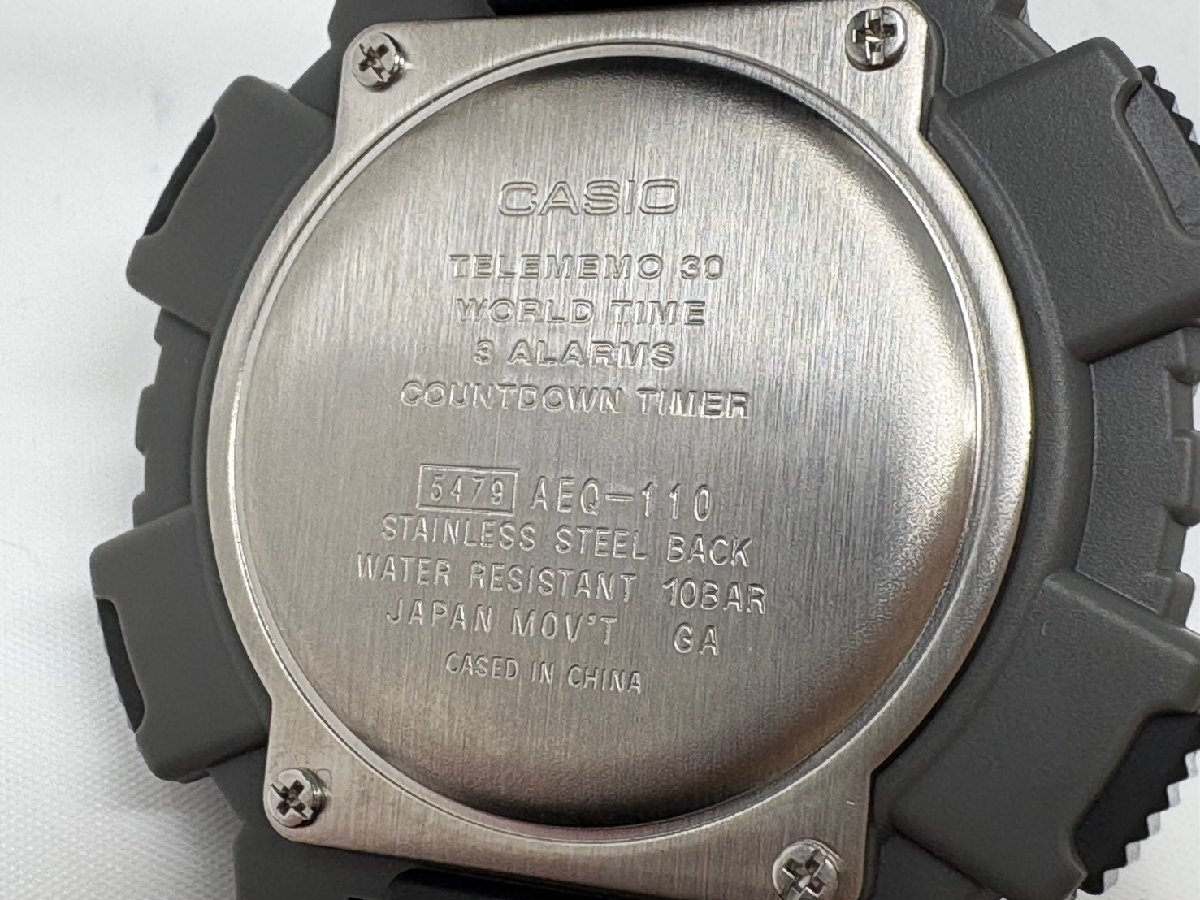 CASIO
TELEMEMO 30
WORLD TIME
3 ALARMS
COUNTDOWN TIMER
5479 AEQ-110
STAINLESS STEEL BACK
WATER RESISTANT 10BAR
JAPAN MOV'T GA
CASED IN CHINA